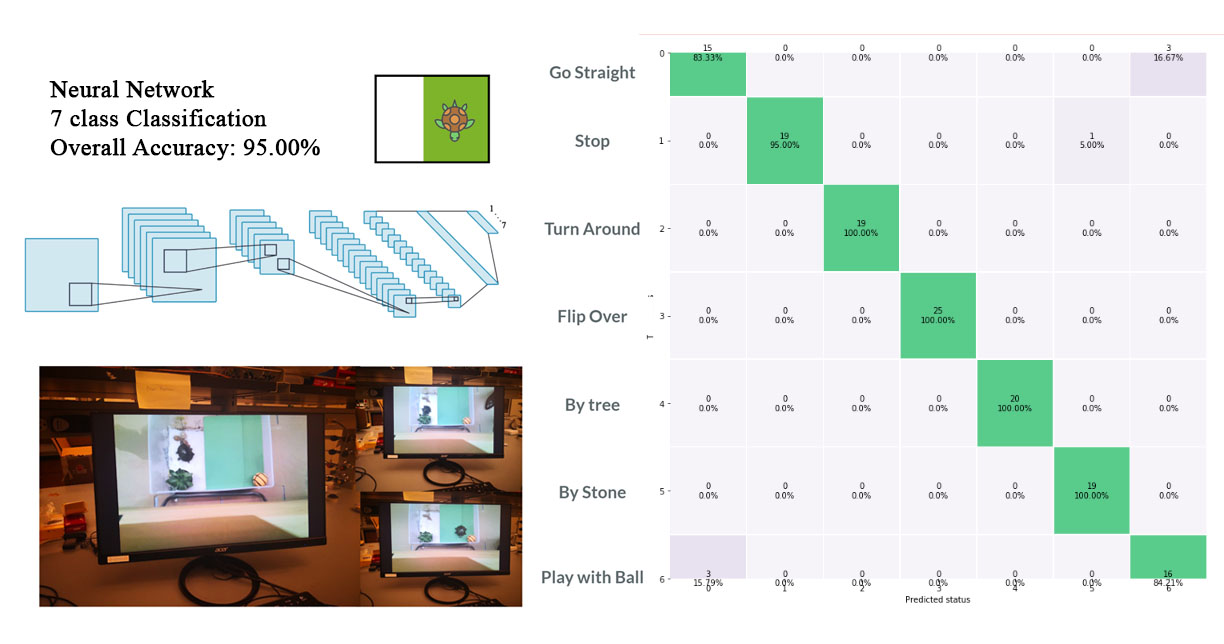 Neural Network
7 class Classification
Overall Accuracy: 95.00%
1
7
acer
Go Straight
Stop
Turn Around
Flip Over
By tree
By Stone
Play with Ball
0
15 0 0 0 0 0 3
83.33% 0.0% 0.0% 0.0% 0.0% 0.0% 16.67%
1
0 19 0 0 0 1 0
0.0% 95.00% 0.0% 0.0% 0.0% 5.00% 0.0%
2
0 0 19 0 0 0 0
0.0% 0.0% 100.00% 0.0% 0.0% 0.0% 0.0%
3
0 0 0 25 0 0 0
0.0% 0.0% 0.0% 100.00% 0.0% 0.0% 0.0%
4
0 0 0 0 20 0 0
0.0% 0.0% 0.0% 0.0% 100.00% 0.0% 0.0%
5
0 0 0 0 0 19 0
0.0% 0.0% 0.0% 0.0% 0.0% 100.00% 0.0%
6
3 0 0 0 0 0 16
15.79% 0.0% 0.0% 0.0% 0.0% 0.0% 84.21%
0 1 2 3 4 5 6
Predicted status
T